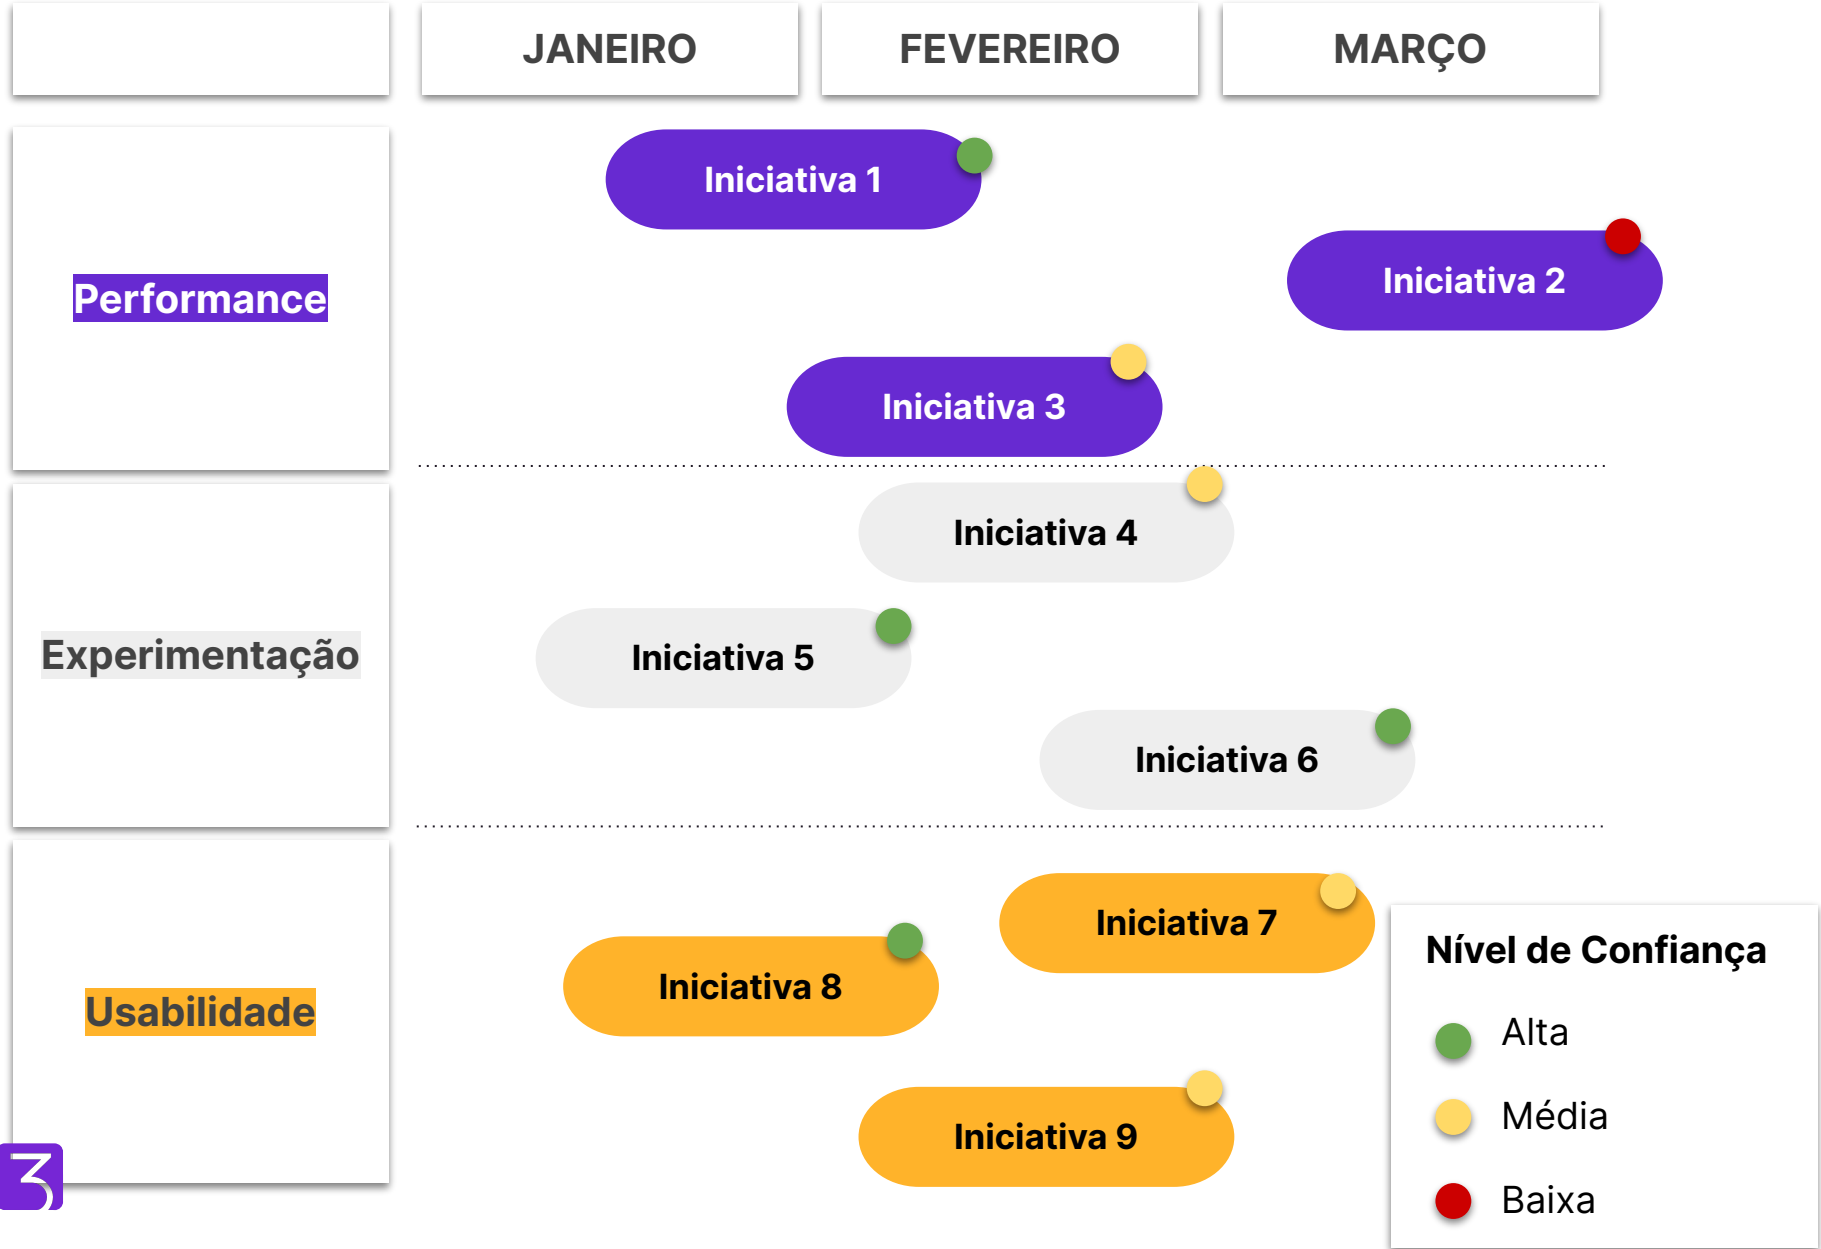 JANEIRO
FEVEREIRO
MARÇO
Performance
Iniciativa 1
Iniciativa 2
Iniciativa 3
Experimentação
Iniciativa 4
Iniciativa 5
Iniciativa 6
Usabilidade
Iniciativa 7
Iniciativa 8
Iniciativa 9
Nível de Confiança
Alta
Média
Baixa
3